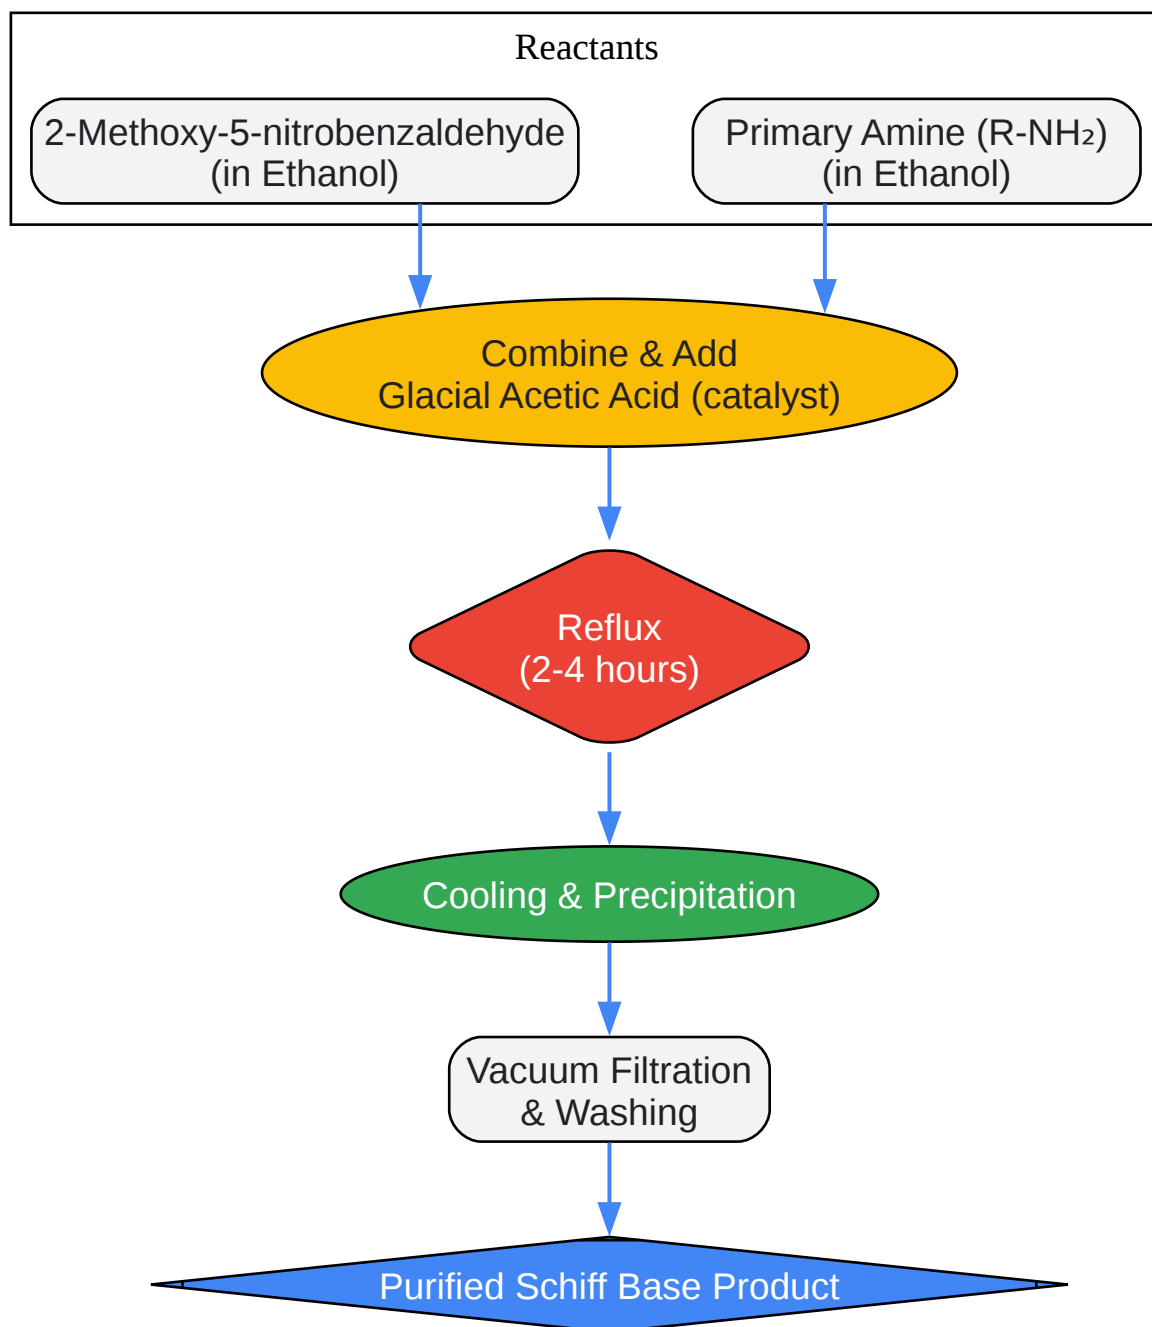 Reactants
2-Methoxy-5-nitrobenzaldehyde
(in Ethanol)
Primary Amine (R-NH₂)
(in Ethanol)
Combine & Add
Glacial Acetic Acid (catalyst)
Reflux
(2-4 hours)
Cooling & Precipitation
Vacuum Filtration
& Washing
Purified Schiff Base Product